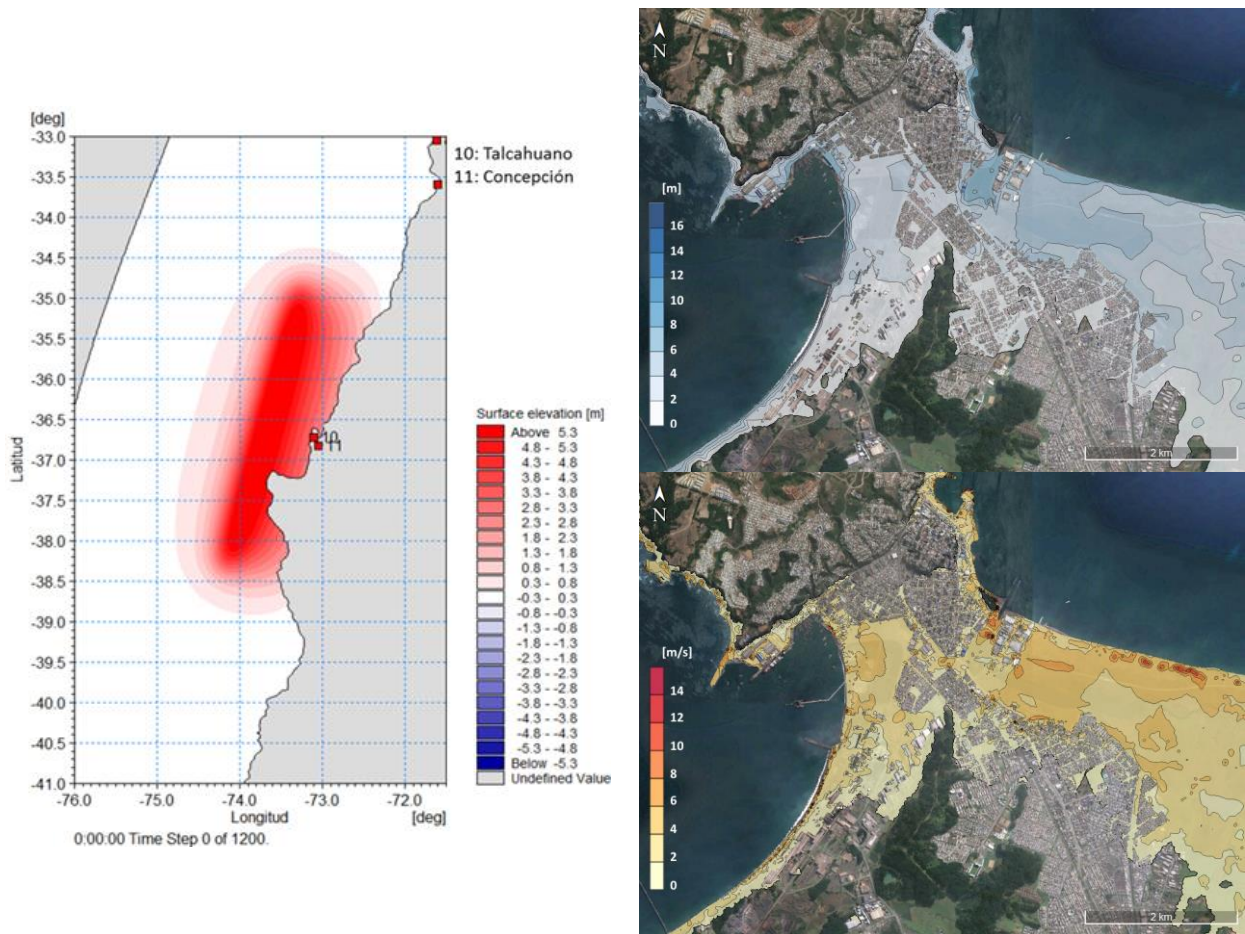 [deg]
-33.0
-33.5
-34.0
-34.5
-35.0
-35.5
-36.0
-36.5
-37.0
-37.5
-38.0
-38.5
-39.0
-39.5
-40.0
-40.5
-41.0
Latitud
-76.0 -75.0 -74.0 -73.0 -72.0
Longitud [deg]
0:00:00 Time Step 0 of 1200.
10: Talcahuano
11: Concepción
10
11
Surface elevation [m]
Above 5.3
4.8 - 5.3
4.3 - 4.8
3.8 - 4.3
3.3 - 3.8
2.8 - 3.3
2.3 - 2.8
1.8 - 2.3
1.3 - 1.8
0.8 - 1.3
0.3 - 0.8
-0.3 - 0.3
-0.8 - -0.3
-1.3 - -0.8
-1.8 - -1.3
-2.3 - -1.8
-2.8 - -2.3
-3.3 - -2.8
-3.8 - -3.3
-4.3 - -3.8
-4.8 - -4.3
-5.3 - -4.8
Below -5.3
Undefined Value
N
[m]
16
14
12
10
8
6
4
2
0
2 km
N
[m/s]
14
12
10
8
6
4
2
0
2 km